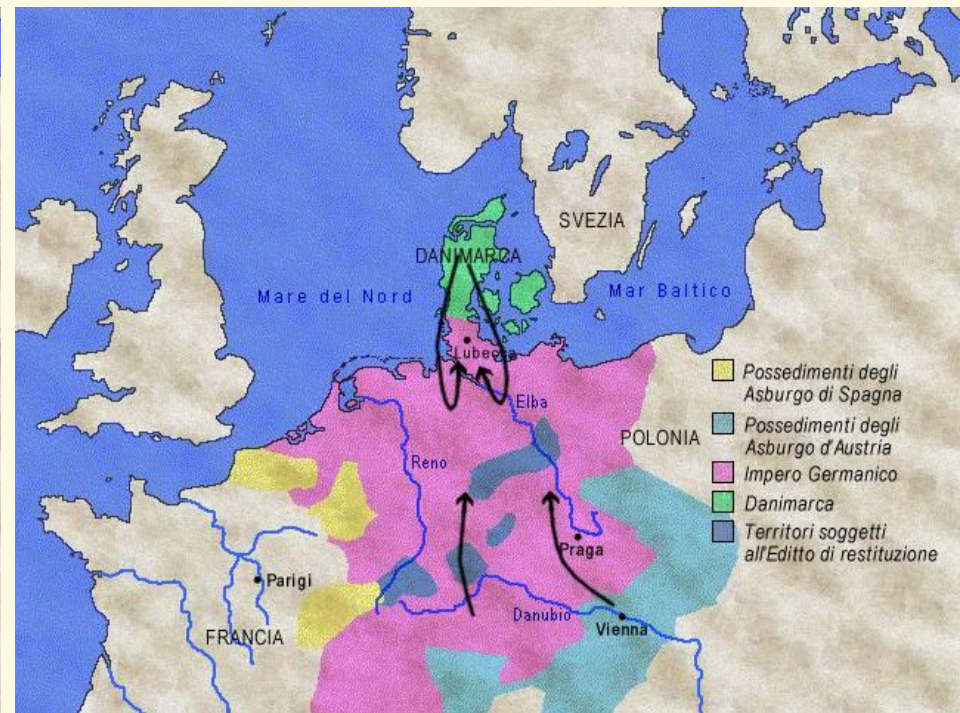 SVEZIA
DANIMARCA
Mare del Nord
Mar Baltico
Lubecca
Elba
POLONIA
Reno
Praga
Parigi
Danubio
Vienna
FRANCIA
Possedimenti degli
Asburgo di Spagna
Possedimenti degli
Asburgo d'Austria
Impero Germanico
Danimarca
Territori soggetti
all'Editto di restituzione